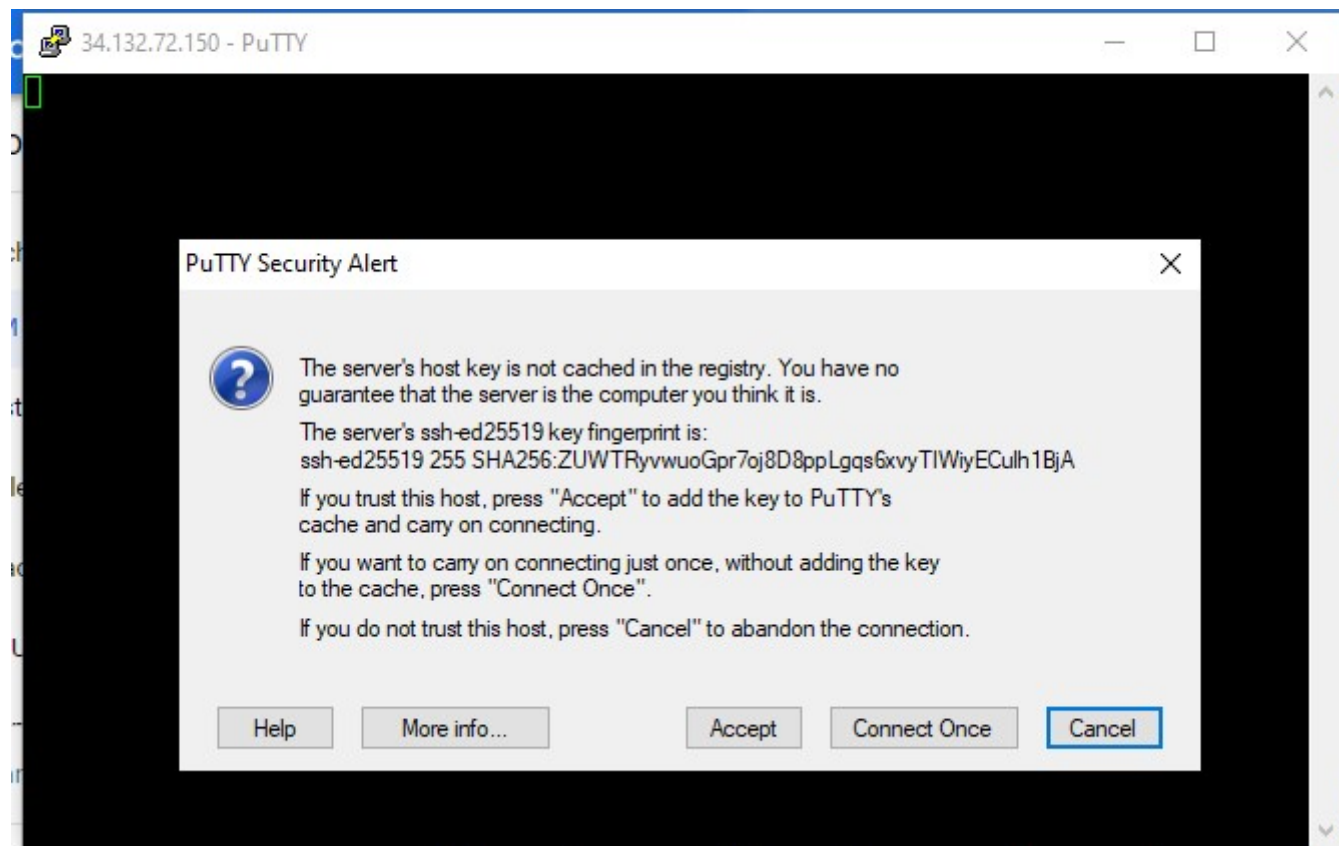 34.132.72.150 - PuTTY
PuTTY Security Alert
The server's host key is not cached in the registry. You have no
guarantee that the server is the computer you think it is.
The server's ssh-ed25519 key fingerprint is:
ssh-ed25519 255 SHA256:ZUWTRyvwuoGpr7oj8D8ppLgqs6xvyTIWiyECulh1BjA
If you trust this host, press "Accept" to add the key to PuTTY's
cache and carry on connecting.
If you want to carry on connecting just once, without adding the key
to the cache, press "Connect Once".
If you do not trust this host, press "Cancel" to abandon the connection.
Help More info... Accept Connect Once Cancel